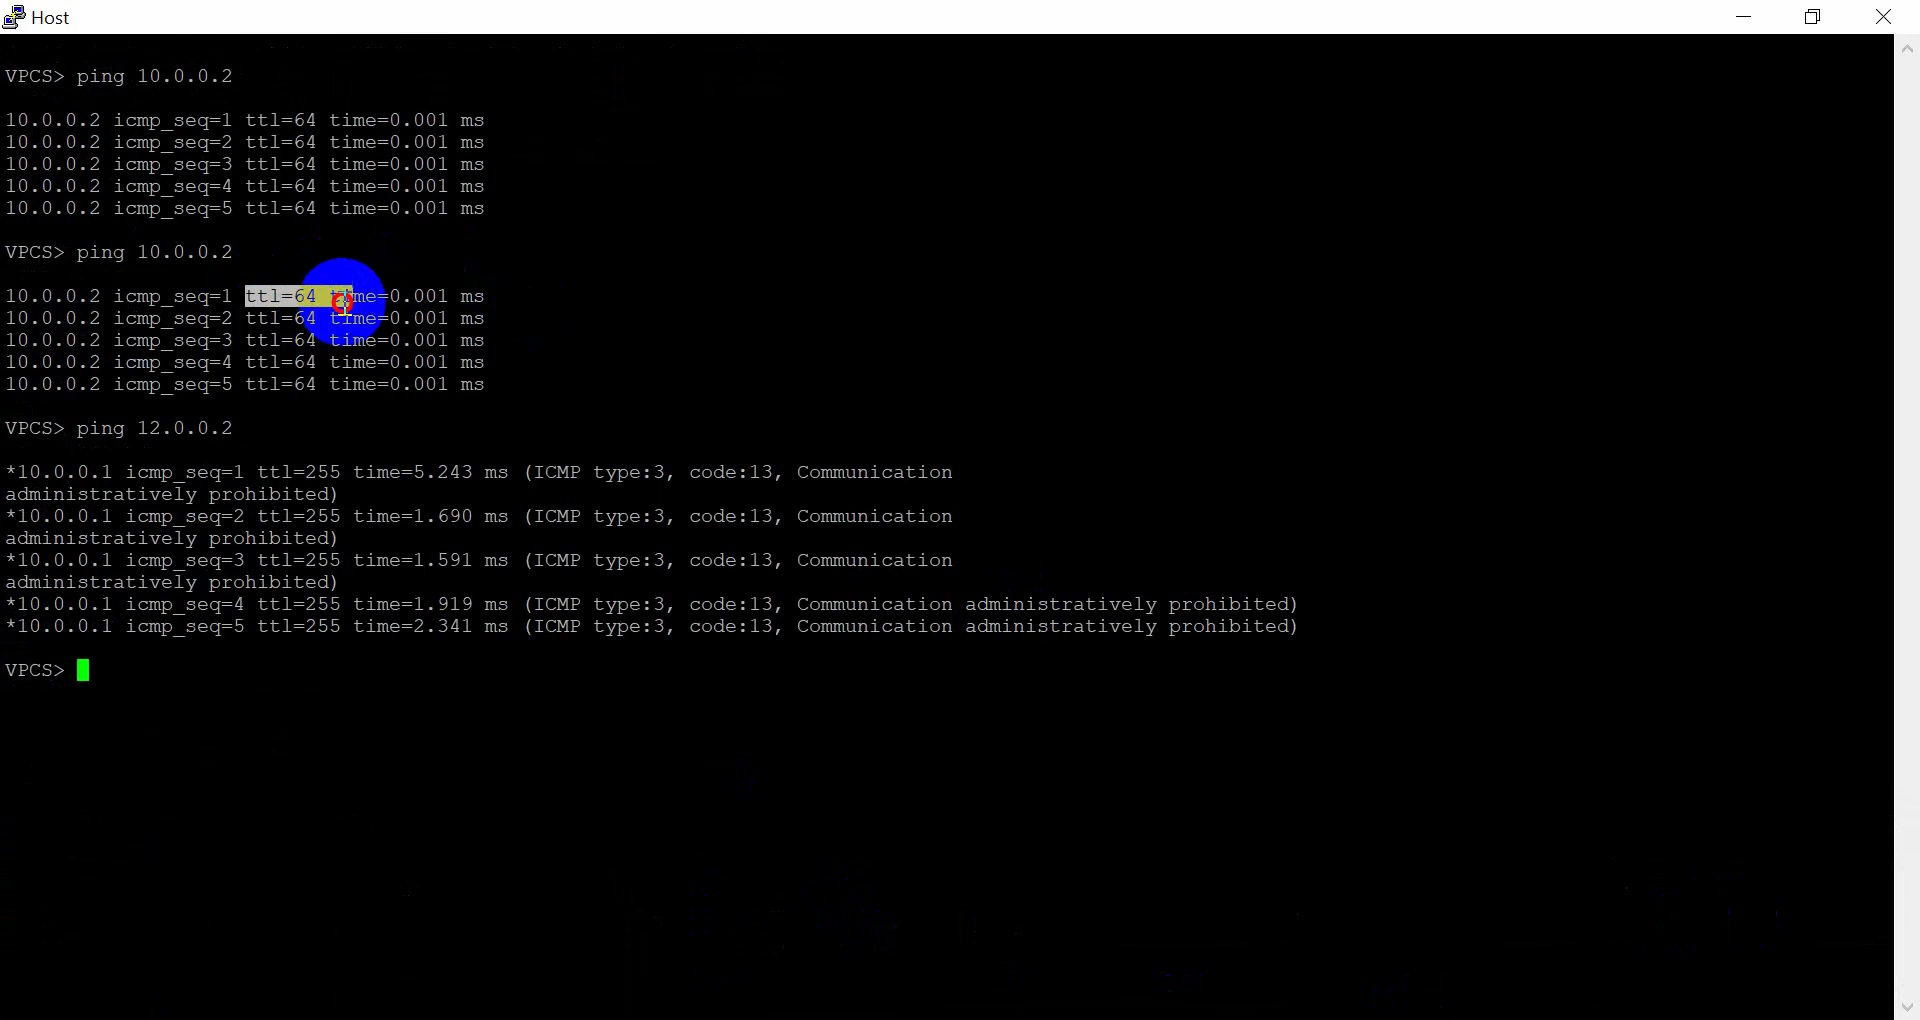 Host
VPCS> ping 10.0.0.2
10.0.0.2 icmp_seq=1 ttl=64 time=0.001 ms
10.0.0.2 icmp_seq=2 ttl=64 time=0.001 ms
10.0.0.2 icmp_seq=3 ttl=64 time=0.001 ms
10.0.0.2 icmp_seq=4 ttl=64 time=0.001 ms
10.0.0.2 icmp_seq=5 ttl=64 time=0.001 ms
VPCS> ping 10.0.0.2
10.0.0.2 icmp_seq=1 ttl=64 time=0.001 ms
10.0.0.2 icmp_seq=2 ttl=64 time=0.001 ms
10.0.0.2 icmp_seq=3 ttl=64 time=0.001 ms
10.0.0.2 icmp_seq=4 ttl=64 time=0.001 ms
10.0.0.2 icmp_seq=5 ttl=64 time=0.001 ms
VPCS> ping 12.0.0.2
*10.0.0.1 icmp_seq=1 ttl=255 time=5.243 ms (ICMP type:3, code:13, Communication
administratively prohibited)
*10.0.0.1 icmp_seq=2 ttl=255 time=1.690 ms (ICMP type:3, code:13, Communication
administratively prohibited)
*10.0.0.1 icmp_seq=3 ttl=255 time=1.591 ms (ICMP type:3, code:13, Communication
administratively prohibited)
*10.0.0.1 icmp_seq=4 ttl=255 time=1.919 ms (ICMP type:3, code:13, Communication administratively prohibited)
*10.0.0.1 icmp_seq=5 ttl=255 time=2.341 ms (ICMP type:3, code:13, Communication administratively prohibited)
VPCS>